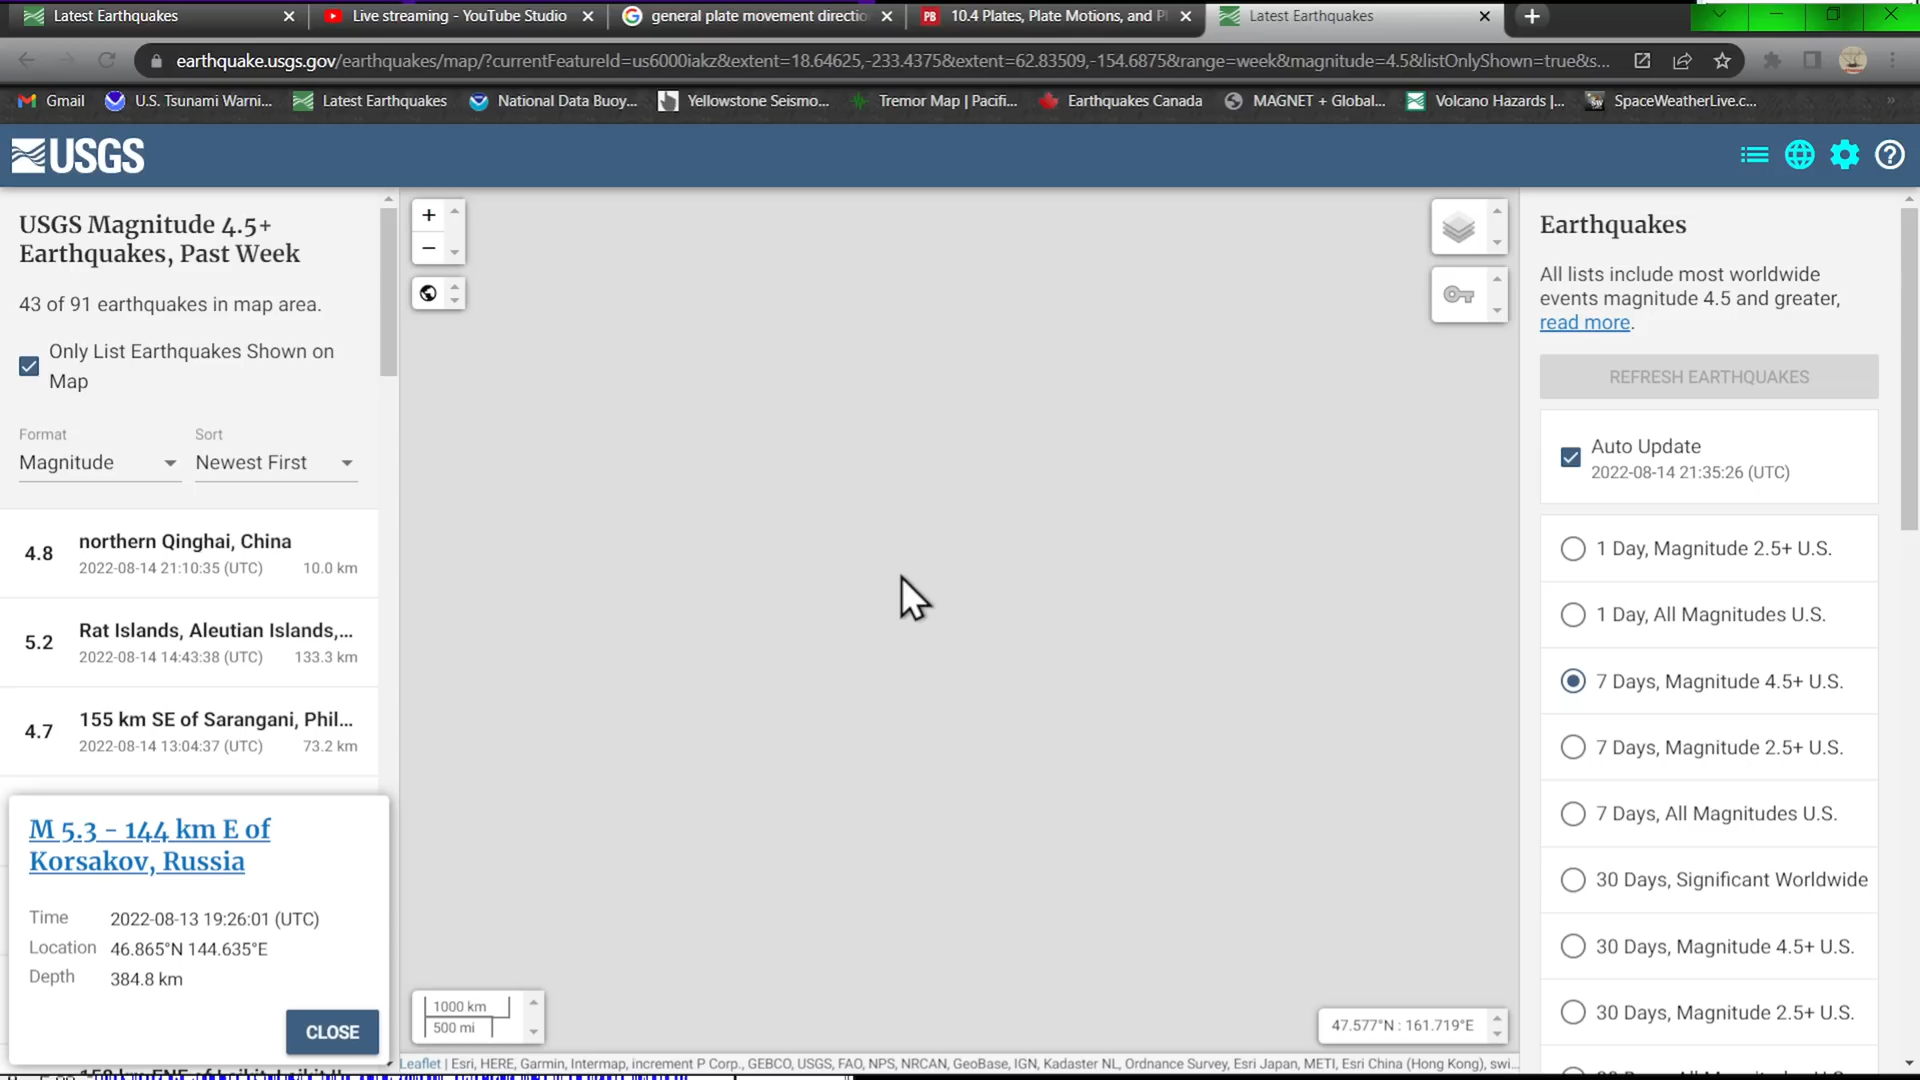 Latest Earthquakes
Live streaming - YouTube Studio
general plate movement directio
PB 10.4 Plates, Plate Motions, and Pl
Latest Earthquakes
earthquake.usgs.gov/earthquakes/map/?currentFeatureId=us6000iakz&extent=18.64625,-233.4375&extent=62.83509,-154.6875&range=week&magnitude=4.5&listOnlyShown=true&s...
Gmail
U.S. Tsunami Warni...
Latest Earthquakes
National Data Buoy...
Yellowstone Seismo...
Tremor Map | Pacifi...
Earthquakes Canada
MAGNET + Global...
Volcano Hazards |...
SpaceWeatherLive.c...
USGS
USGS Magnitude 4.5+
Earthquakes, Past Week
43 of 91 earthquakes in map area.
Only List Earthquakes Shown on
Map
Format
Magnitude
Sort
Newest First
4.8
northern Qinghai, China
2022-08-14 21:10:35 (UTC) 10.0 km
5.2
Rat Islands, Aleutian Islands,...
2022-08-14 14:43:38 (UTC) 133.3 km
4.7
155 km SE of Sarangani, Phil...
2022-08-14 13:04:37 (UTC) 73.2 km
M 5.3 - 144 km E of
Korsakov, Russia
Time 2022-08-13 19:26:01 (UTC)
Location 46.865°N 144.635°E
Depth 384.8 km
CLOSE
+
−
1000 km
500 mi
47.577°N : 161.719°E
Leaflet | Esri, HERE, Garmin, Intermap, increment P Corp., GEBCO, USGS, FAO, NPS, NRCAN, GeoBase, IGN, Kadaster NL, Ordnance Survey, Esri Japan, METI, Esri China (Hong Kong), swi...
Earthquakes
All lists include most worldwide
events magnitude 4.5 and greater,
read more.
REFRESH EARTHQUAKES
Auto Update
2022-08-14 21:35:26 (UTC)
1 Day, Magnitude 2.5+ U.S.
1 Day, All Magnitudes U.S.
7 Days, Magnitude 4.5+ U.S.
7 Days, Magnitude 2.5+ U.S.
7 Days, All Magnitudes U.S.
30 Days, Significant Worldwide
30 Days, Magnitude 4.5+ U.S.
30 Days, Magnitude 2.5+ U.S.